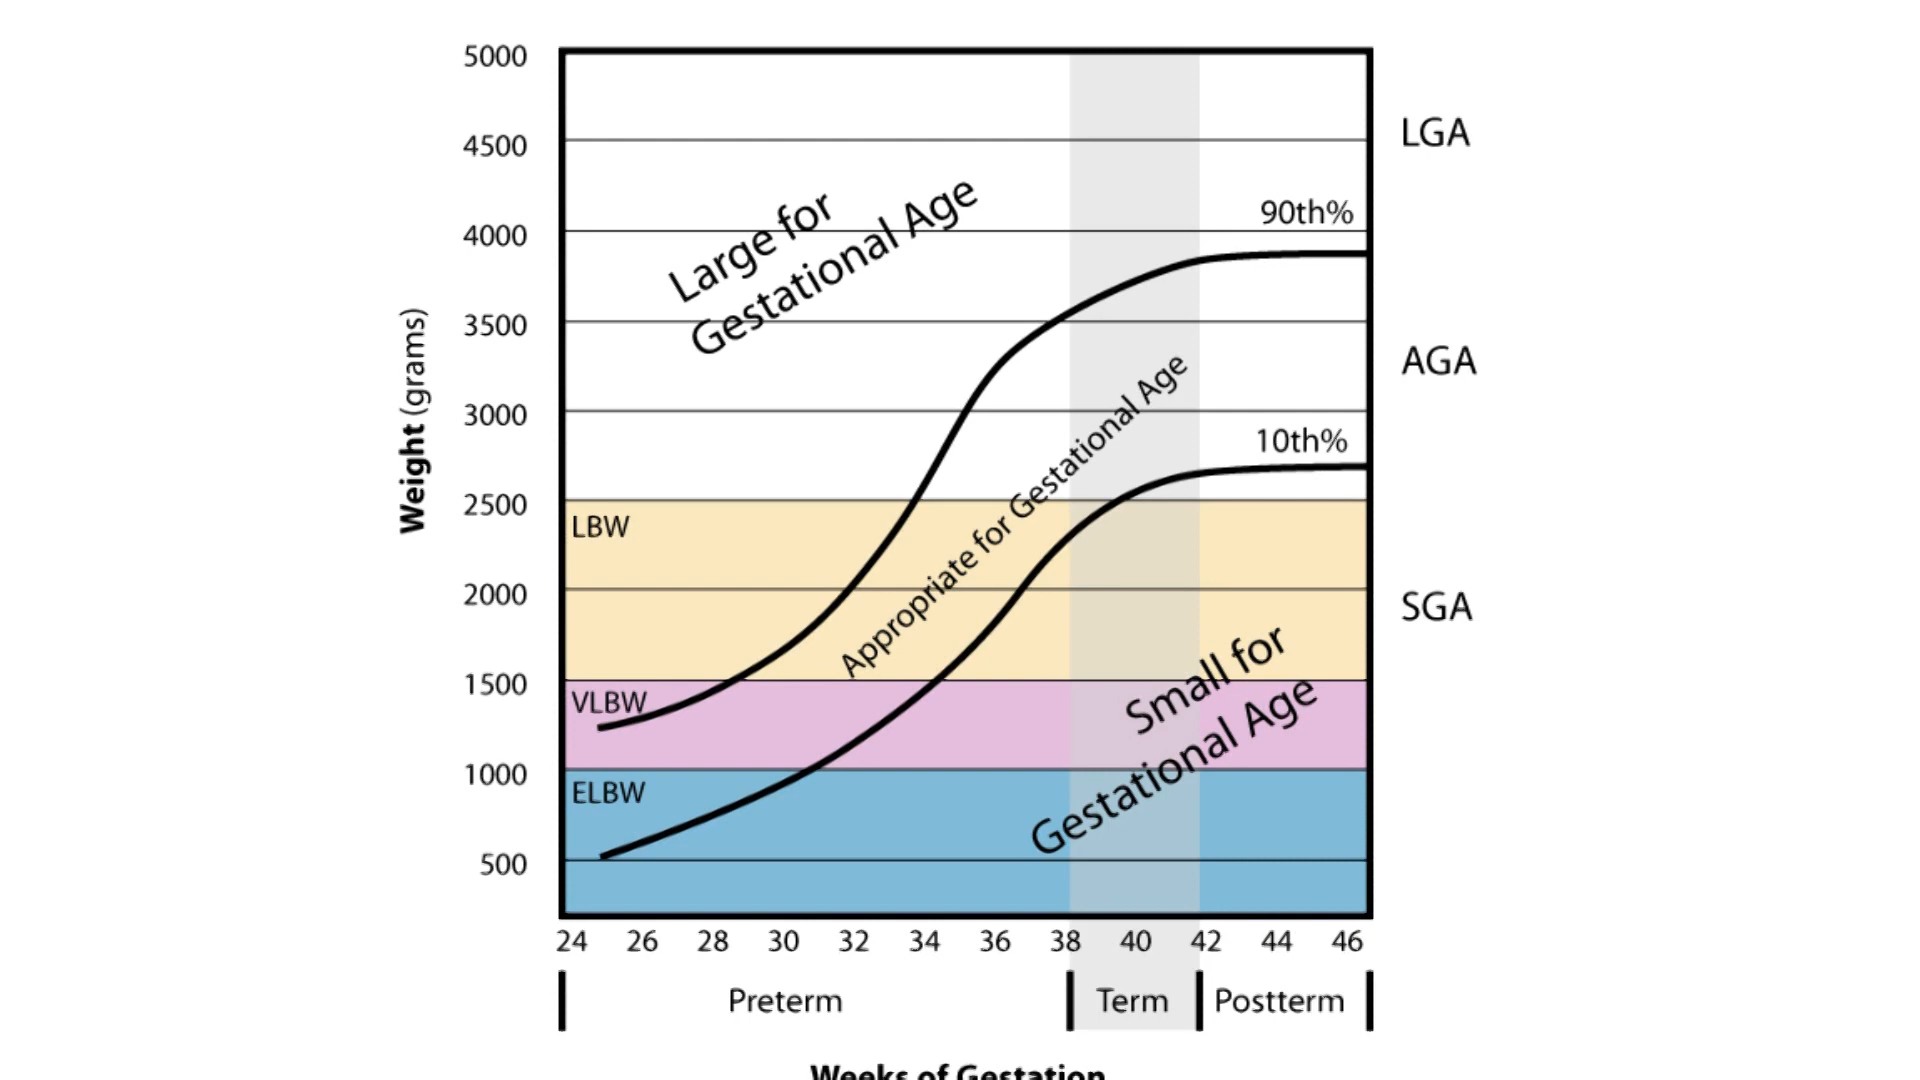 5000
4500
4000
3500
3000
2500
2000
1500
1000
500
Weight (grams)
Large for
Gestational Age
Appropriate for Gestational Age
Small for
Gestational Age
90th%
10th%
LBW
VLBW
ELBW
LGA
AGA
SGA
24 26 28 30 32 34 36 38 40 42 44 46
Preterm Term Postterm
Weeks of Gestation